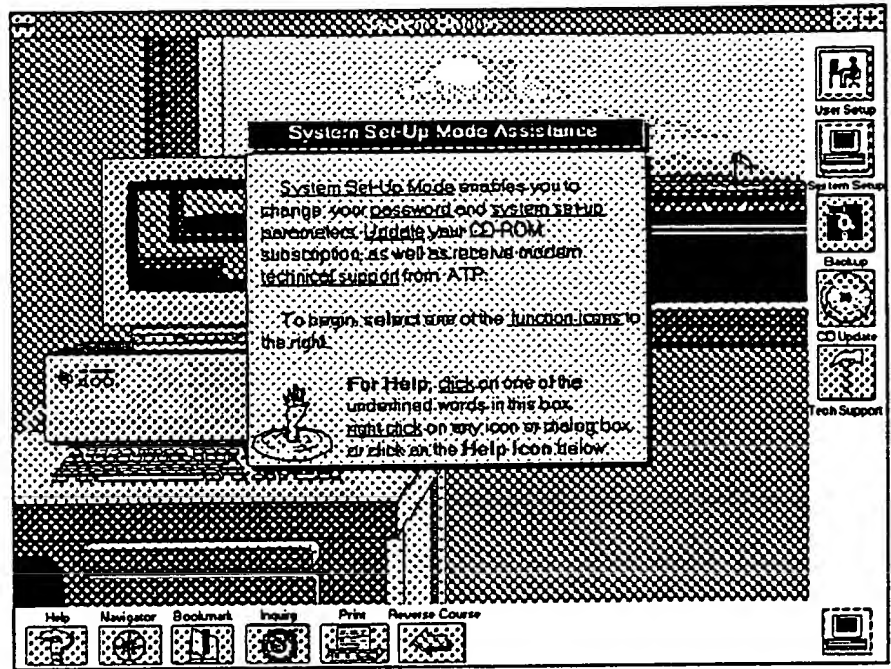 System Utilities
System Set-Up Mode Assistance
System Set-Up Mode enables you to
change your password and system set-up
parameters. Update your CD-ROM
subscription, as well as receive modem
technical support from ATP.
To begin, select one of the function icons to
the right.
For Help, click on one of the
underlined words in this box,
right click on any icon or dialog box,
or click on the Help Icon below.
User Setup
System Setup
Backup
CD Update
Tech Support
Help Navigator Bookmark Inquiry Print Reverse Course